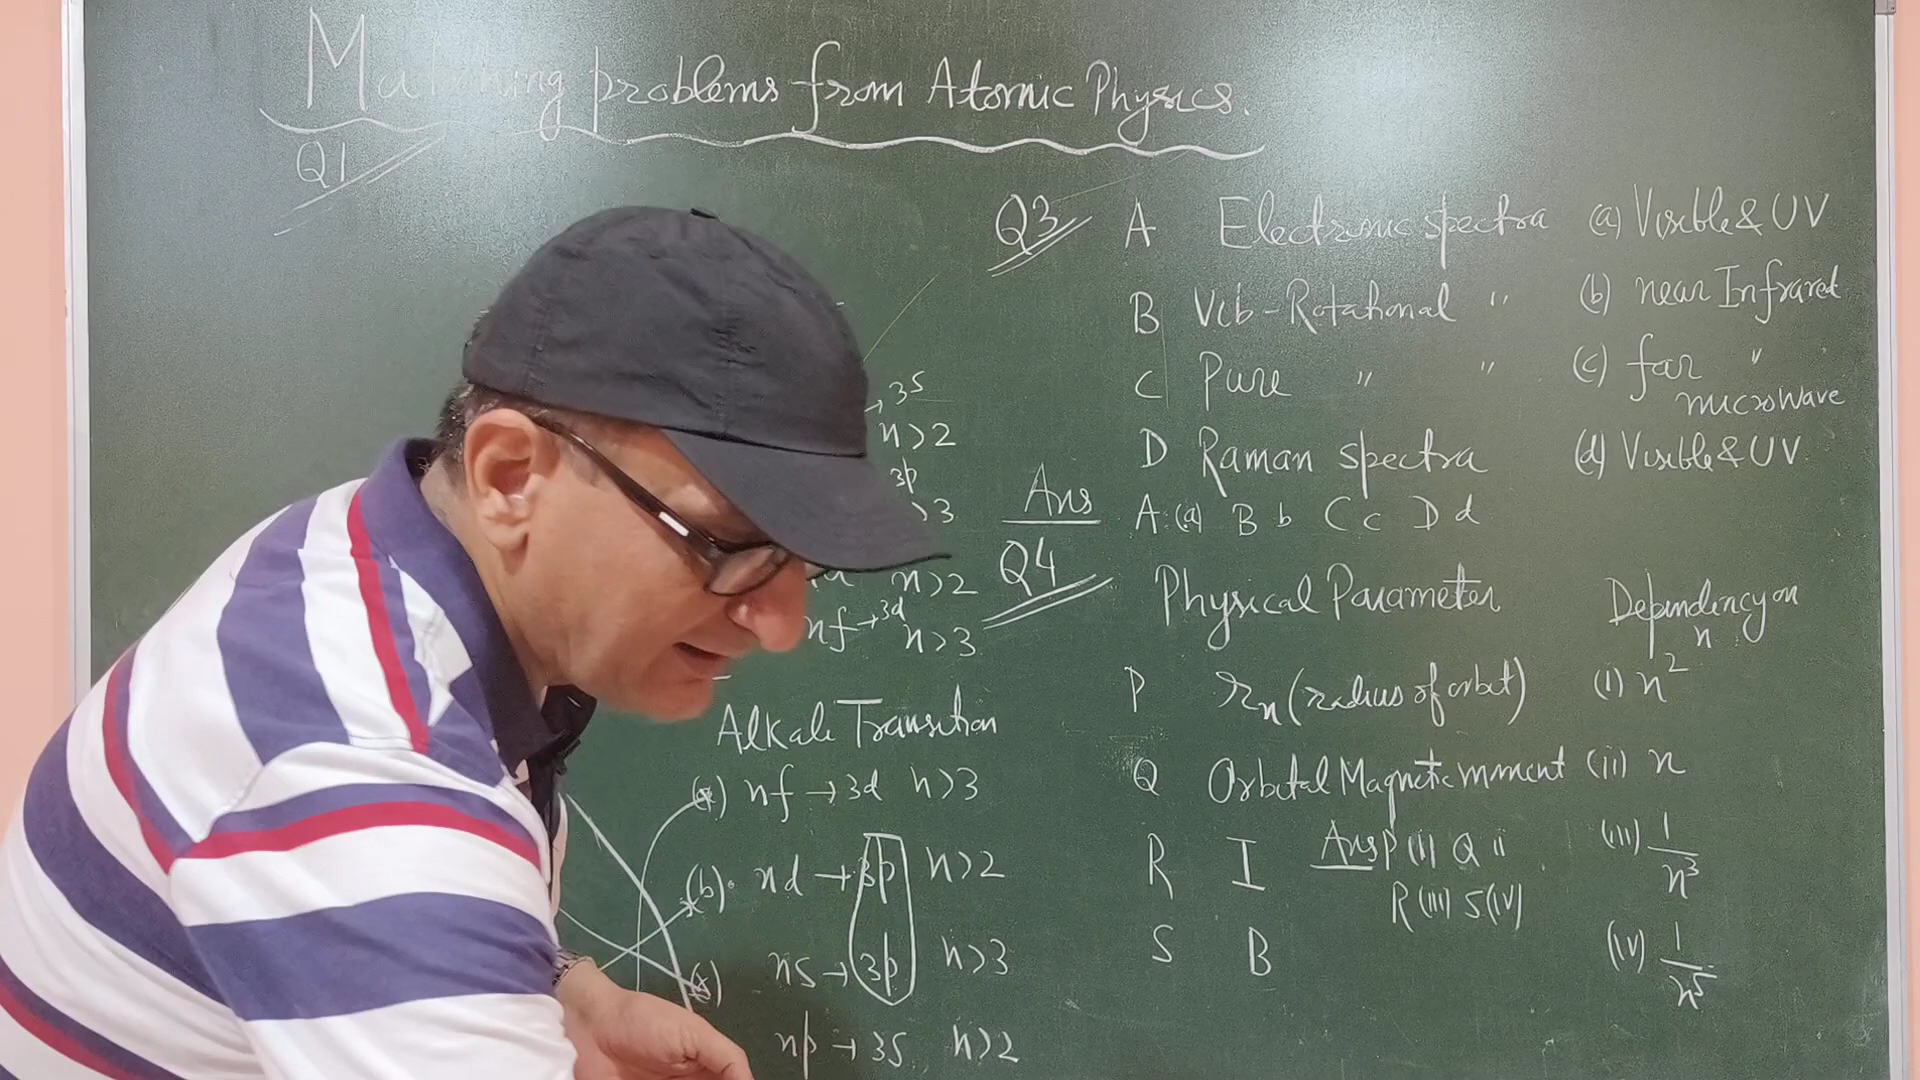 Matching problems from Atomic Physics.
Q1
→ 3s
n>2
3p
>3
n>2
nf→3d n>3
Alkali Transition
(a) nf →3d n>3
(b) nd →3p n>2
ns →3p n>3
np → 3s n>2
Q3 A Electronic spectra (a) Visible & UV
B Vib-Rotational " (b) near Infrared
C Pure " " (c) far "
microwave
D Raman spectra (d) Visible & UV
Ans A (a) B b C c D d
Q4 Physical Parameter Dependency on
n
P rₙ (radius of orbit) (i) n²
Q Orbital Magnetic moment (ii) n
R I Ans P (i) Q ii (iii) 1/n³
R (iii) S (iv)
S B (iv) 1/n⁵